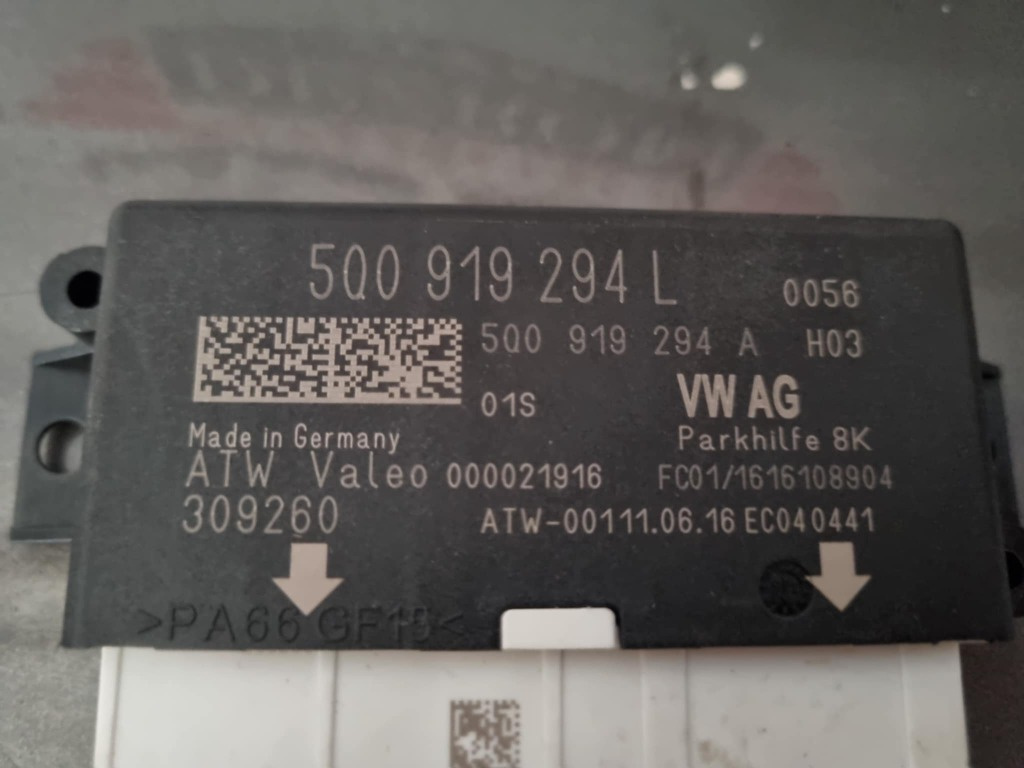 5Q0 919 294 L 0056
5Q0 919 294 A H03
01S VW AG
Made in Germany Parkhilfe 8K
ATW Valeo 000021916 FC01/1616108904
309260 ATW-00111.06.16 EC040441
>PA66 GF15<